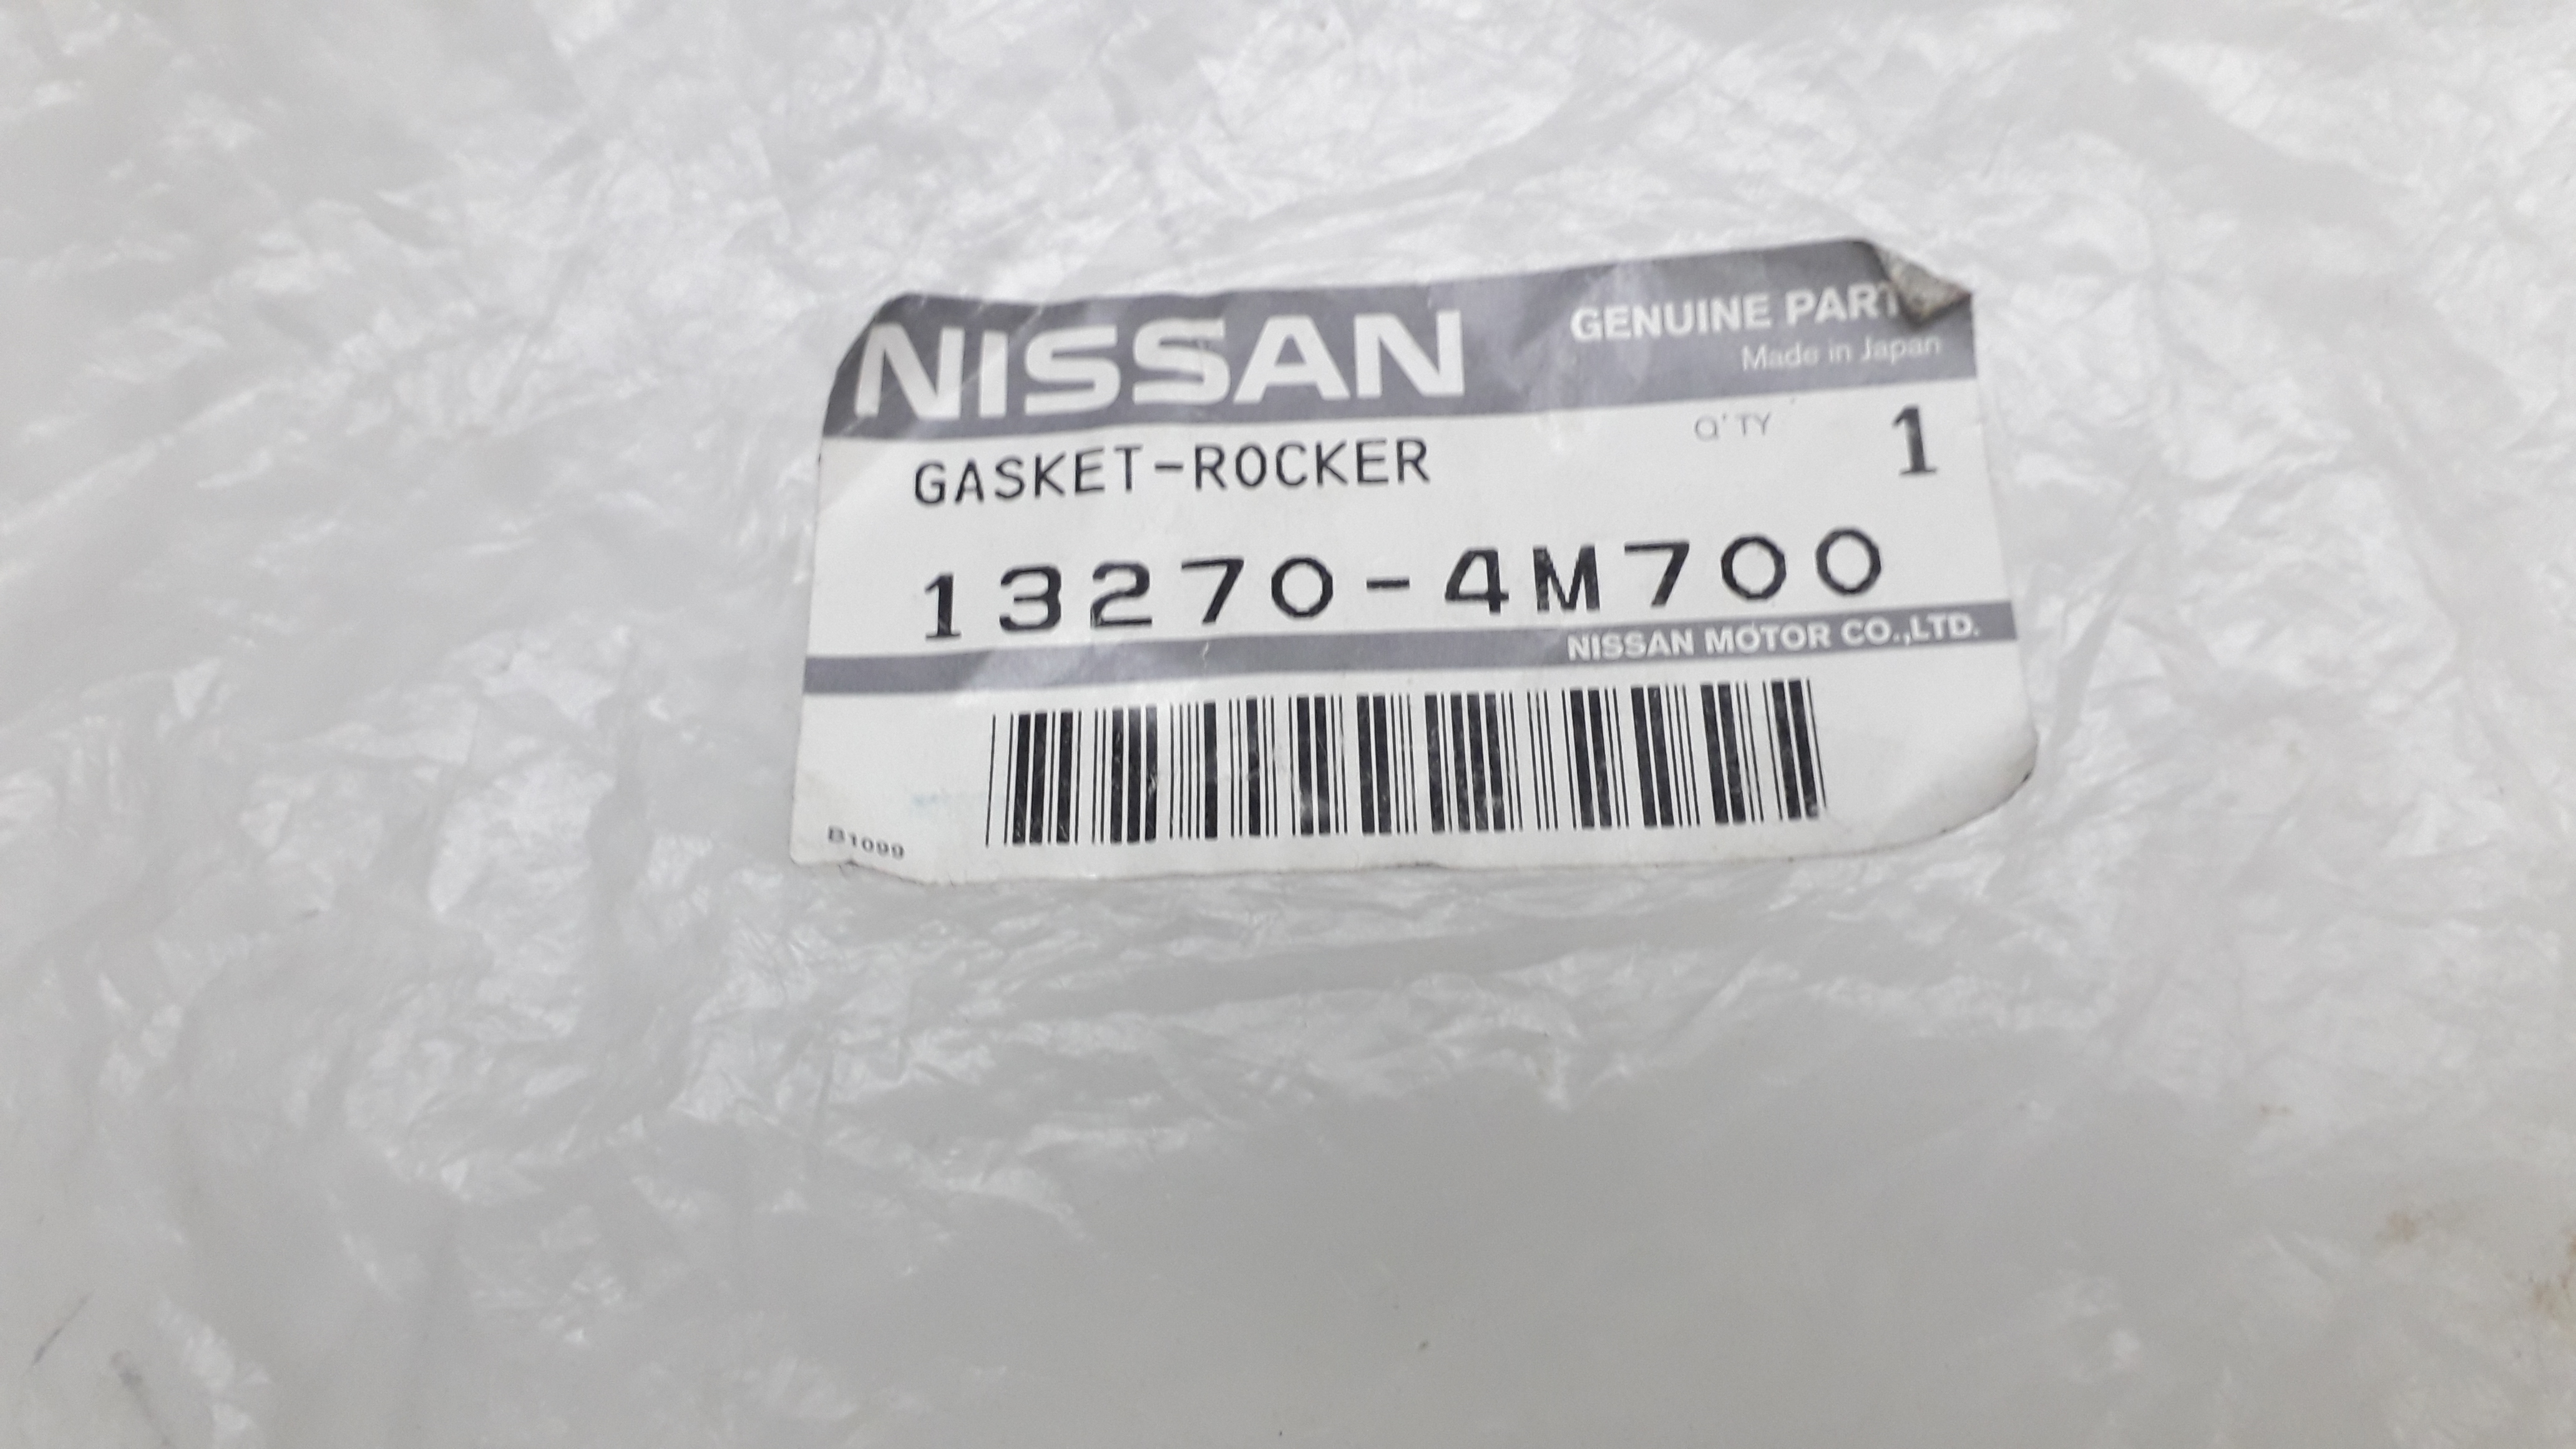 NISSAN
GENUINE PART
Made in Japan
GASKET-ROCKER
Q'TY 1
13270-4M700
NISSAN MOTOR CO.,LTD.
B1099